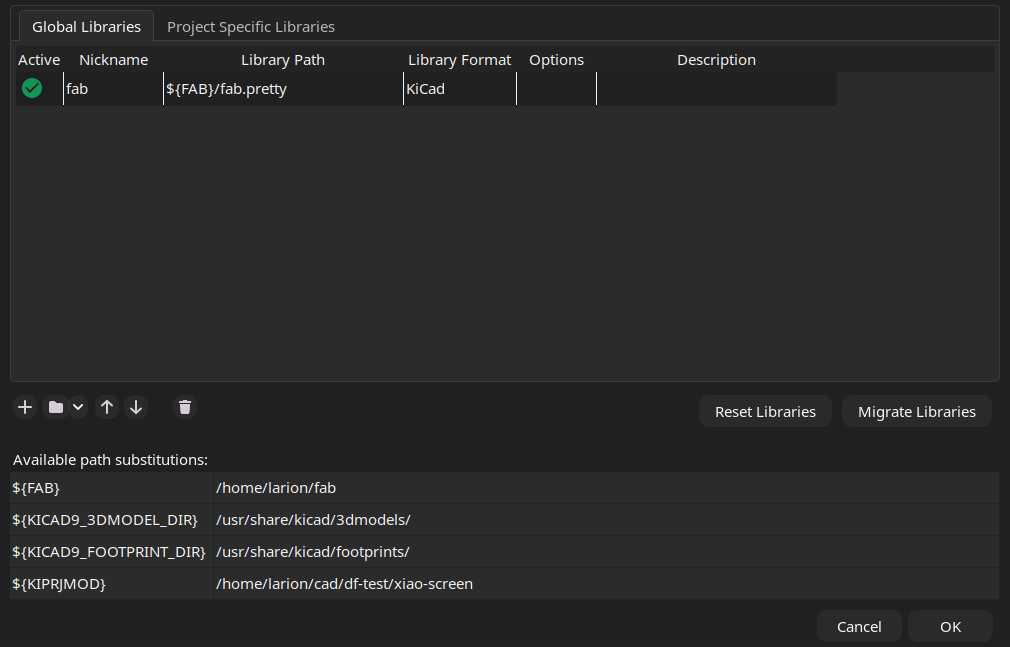 Global Libraries Project Specific Libraries
Active Nickname Library Path Library Format Options Description
fab ${FAB}/fab.pretty KiCad
Reset Libraries Migrate Libraries
Available path substitutions:
${FAB} /home/larion/fab
${KICAD9_3DMODEL_DIR} /usr/share/kicad/3dmodels/
${KICAD9_FOOTPRINT_DIR} /usr/share/kicad/footprints/
${KIPRJMOD} /home/larion/cad/df-test/xiao-screen
Cancel OK